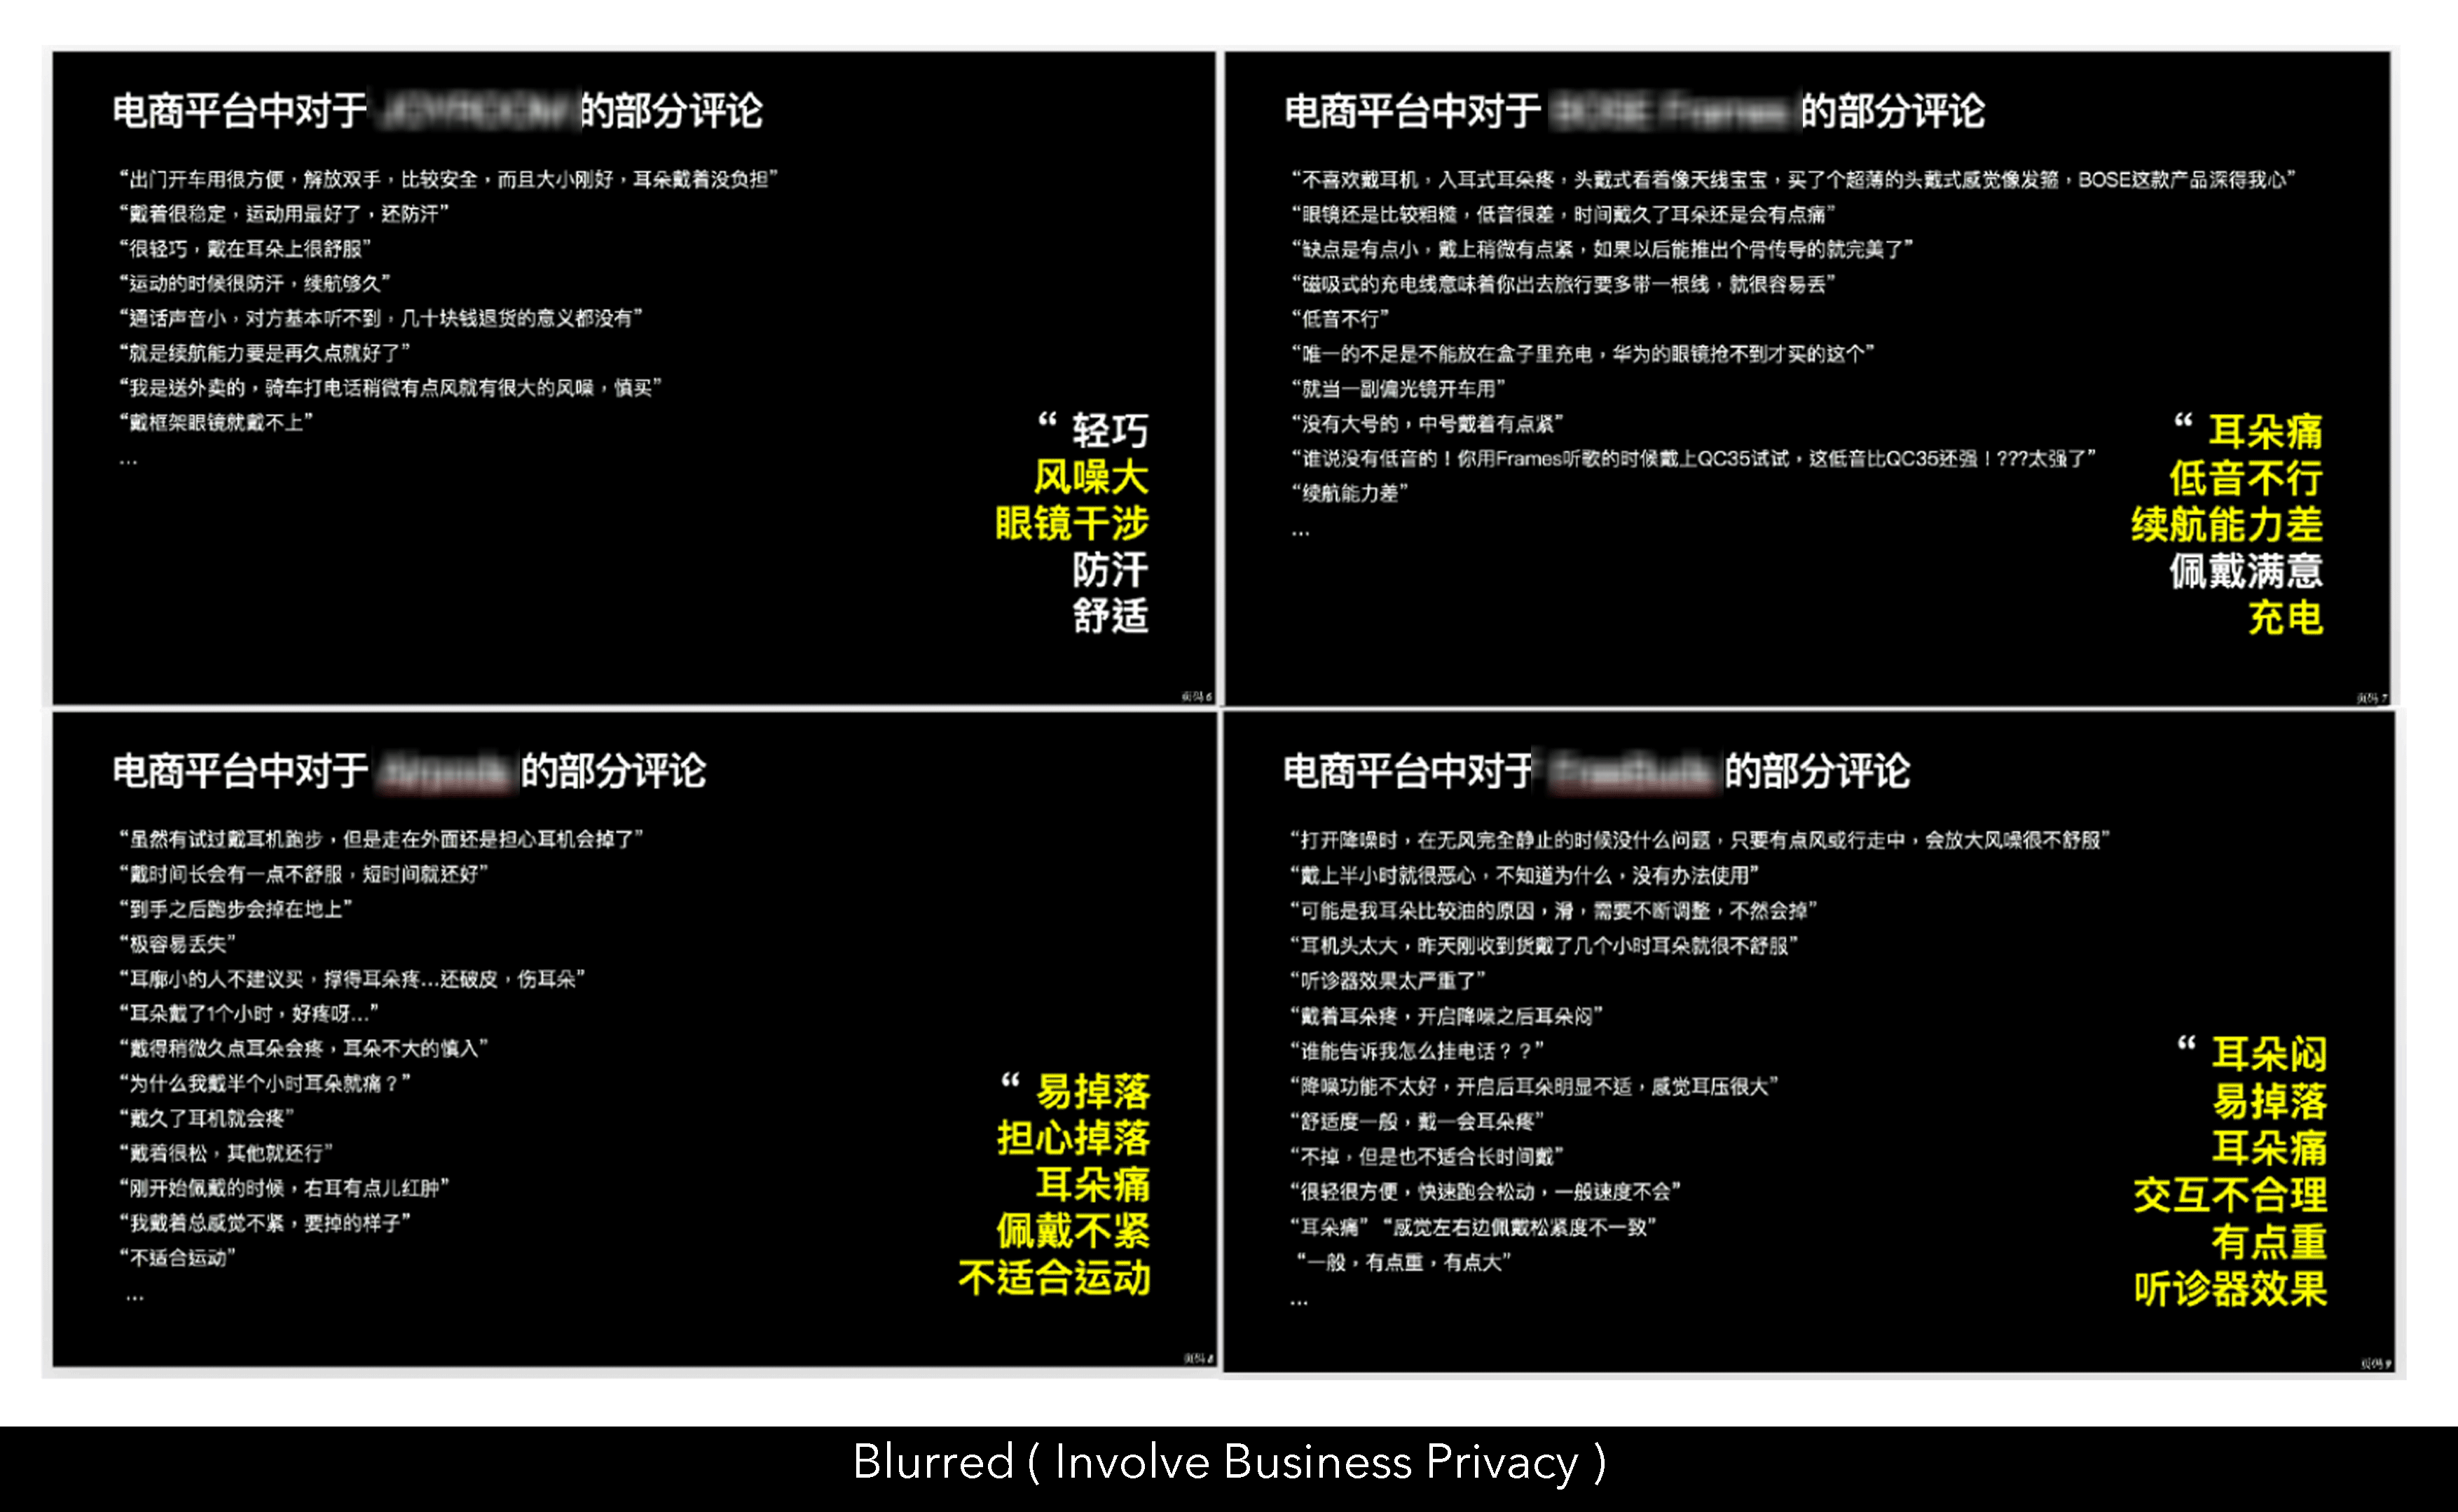 电商平台中对于 的部分评论
“出门开车用很方便，解放双手，比较安全，而且大小刚好，耳朵戴着没负担”
“戴着很稳定，运动用最好了，还防汗”
“很轻巧，戴在耳朵上很舒服”
“运动的时候很防汗，续航够久”
“通话声音小，对方基本听不到，几十块钱退货的意义都没有”
“就是续航能力要是再久点就好了”
“我是送外卖的，骑车打电话稍微有点风就有很大的风噪，慎买”
“戴框架眼镜就戴不上”
...
“ 轻巧
风噪大
眼镜干涉
防汗
舒适
页码 6
电商平台中对于 的部分评论
“不喜欢戴耳机，入耳式耳朵疼，头戴式看着像天线宝宝，买了个超薄的头戴式感觉像发箍，BOSE这款产品深得我心”
“眼镜还是比较粗糙，低音很差，时间戴久了耳朵还是会有点痛”
“缺点是有点小，戴上稍微有点紧，如果以后能推出个骨传导的就完美了”
“磁吸式的充电线意味着你出去旅行要多带一根线，就很容易丢”
“低音不行”
“唯一的不足是不能放在盒子里充电，华为的眼镜抢不到才买的这个”
“就当一副偏光镜开车用”
“没有大号的，中号戴着有点紧”
“谁说没有低音的！你用Frames听歌的时候戴上QC35试试，这低音比QC35还强！???太强了”
“续航能力差”
...
“ 耳朵痛
低音不行
续航能力差
佩戴满意
充电
页码 7
电商平台中对于 的部分评论
“虽然有试过戴耳机跑步，但是走在外面还是担心耳机会掉了”
“戴时间长会有一点不舒服，短时间就还好”
“到手之后跑步会掉在地上”
“极容易丢失”
“耳廓小的人不建议买，撑得耳朵疼...还破皮，伤耳朵”
“耳朵戴了1个小时，好疼呀...”
“戴得稍微久点耳朵会疼，耳朵不大的慎入”
“为什么我戴半个小时耳朵就痛？”
“戴久了耳机就会疼”
“戴着很松，其他就还行”
“刚开始佩戴的时候，右耳有点儿红肿”
“我戴着总感觉不紧，要掉的样子”
“不适合运动”
...
“ 易掉落
担心掉落
耳朵痛
佩戴不紧
不适合运动
页码 8
电商平台中对于 的部分评论
“打开降噪时，在无风完全静止的时候没什么问题，只要有点风或行走中，会放大风噪很不舒服”
“戴上半小时就很恶心，不知道为什么，没有办法使用”
“可能是我耳朵比较油的原因，滑，需要不断调整，不然会掉”
“耳机头太大，昨天刚收到货戴了几个小时耳朵就很不舒服”
“听诊器效果太严重了”
“戴着耳朵疼，开启降噪之后耳朵闷”
“谁能告诉我怎么挂电话？？”
“降噪功能不太好，开启后耳朵明显不适，感觉耳压很大”
“舒适度一般，戴一会耳朵疼”
“不掉，但是也不适合长时间戴”
“很轻很方便，快速跑会松动，一般速度不会”
“耳朵痛” “感觉左右边佩戴松紧度不一致”
“一般，有点重，有点大”
...
“ 耳朵闷
易掉落
耳朵痛
交互不合理
有点重
听诊器效果
页码 9
Blurred ( Involve Business Privacy )